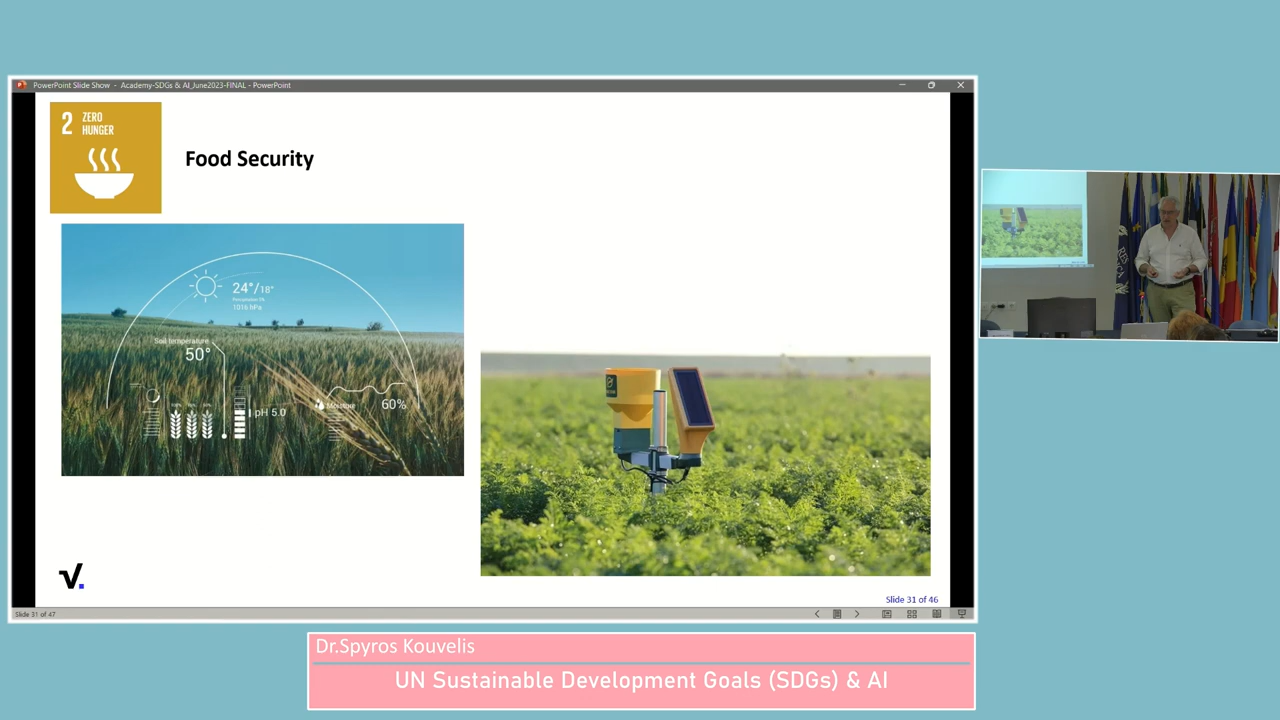 PowerPoint Slide Show - Academy-SDGs & AI_June2023-FINAL - PowerPoint
2 ZERO
HUNGER
Food Security
24°/18°
1016 hPa
Soil temperature
50°
pH 5.0
Moisture
60%
√.
Slide 31 of 46
Slide 31 of 47
Dr.Spyros Kouvelis
UN Sustainable Development Goals (SDGs) & AI